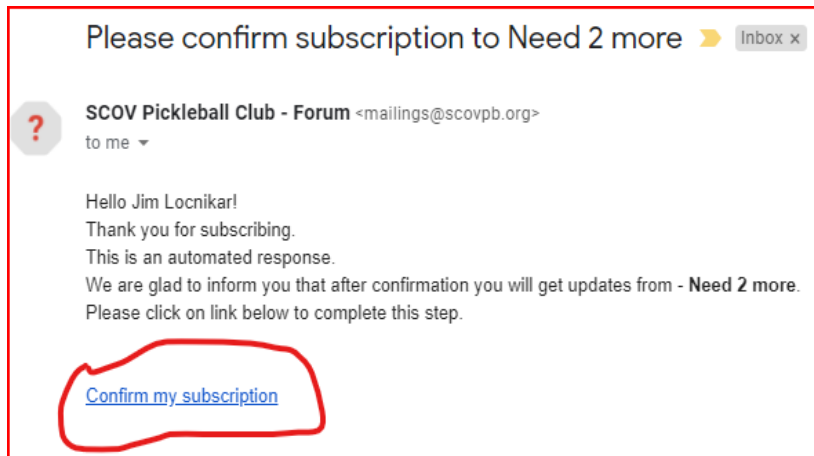 Please confirm subscription to Need 2 more Inbox x
?
SCOV Pickleball Club - Forum <mailings@scovpb.org>
to me
Hello Jim Locnikar!
Thank you for subscribing.
This is an automated response.
We are glad to inform you that after confirmation you will get updates from - Need 2 more.
Please click on link below to complete this step.
Confirm my subscription